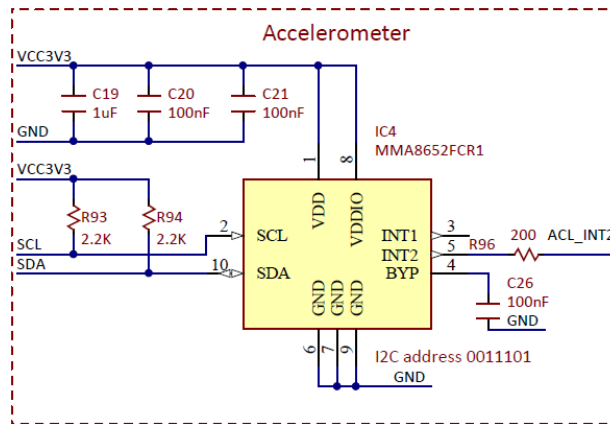 Accelerometer
VCC3V3
C19
1uF
C20
100nF
C21
100nF
GND
IC4
MMA8652FCR1
VCC3V3
1
8
VDD
VDDIO
R93
2.2K
R94
2.2K
SCL
2
SCL
INT1
3
INT2
5
R96
200
ACL_INT2
SDA
10
SDA
BYP
4
C26
100nF
GND
GND
GND
GND
6
7
9
I2C address 0011101
GND